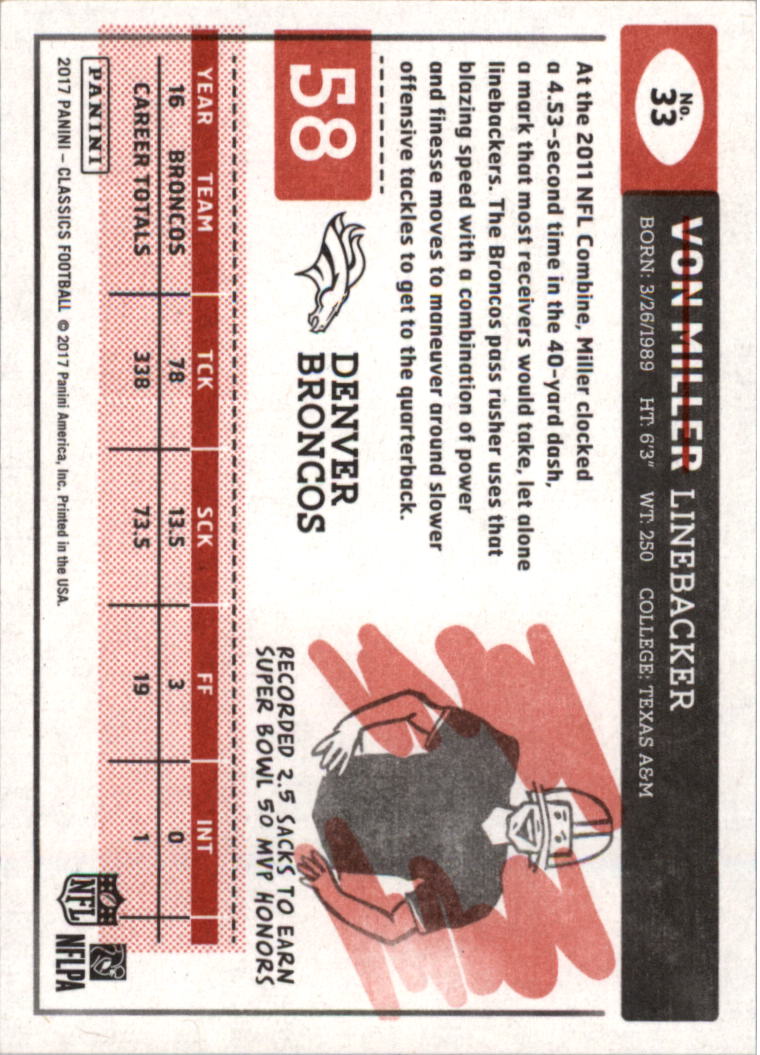 No.
33
VON MILLER LINEBACKER
BORN: 3/26/1989 HT: 6'3" WT: 250 COLLEGE: TEXAS A&M
At the 2011 NFL Combine, Miller clocked
a 4.53-second time in the 40-yard dash,
a mark that most receivers would take, let alone
linebackers. The Broncos pass rusher uses that
blazing speed with a combination of power
and finesse moves to maneuver around slower
offensive tackles to get to the quarterback.
58
DENVER
BRONCOS
RECORDED 2.5 SACKS TO EARN
SUPER BOWL 50 MVP HONORS
YEAR TEAM TCK SCK FF INT
16 BRONCOS 78 13.5 3 0
CAREER TOTALS 338 73.5 19 1
PANINI
2017 PANINI – CLASSICS FOOTBALL © 2017 Panini America, Inc. Printed in the USA.
NFL
NFLPA